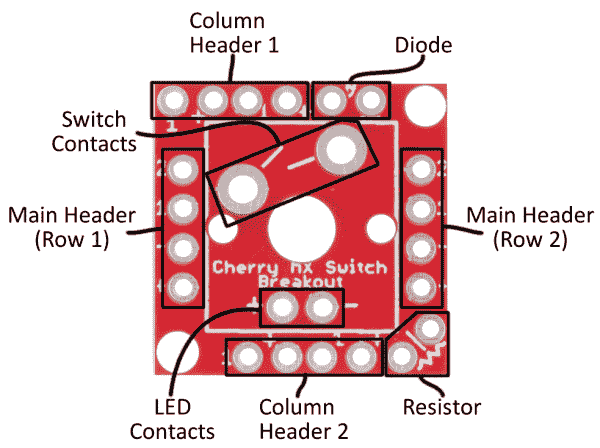 Column
Header 1
Diode
Switch
Contacts
1
Main Header
(Row 1)
Main Header
(Row 2)
Cherry MX Switch
Breakout
+
-
LED
Contacts
Column
Header 2
Resistor